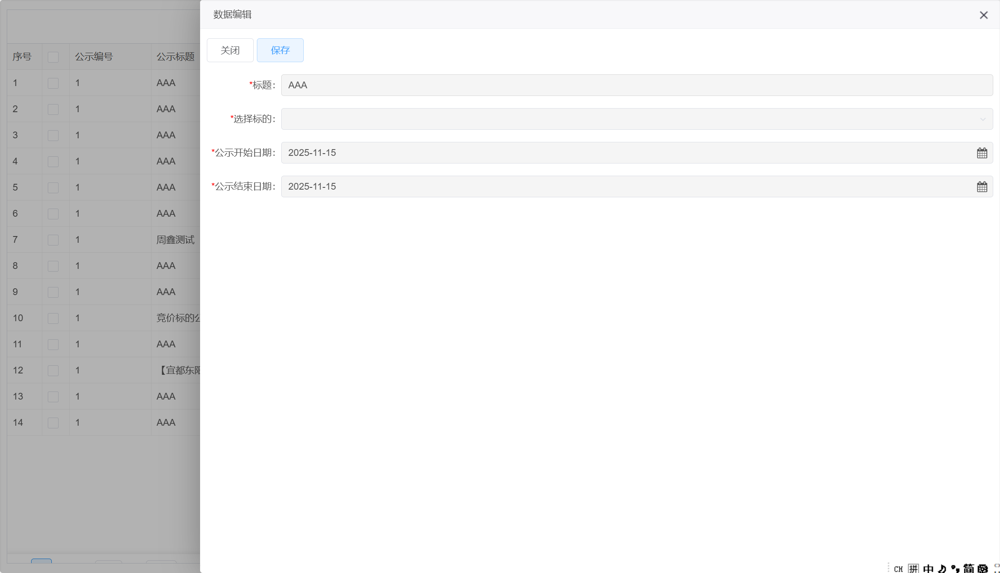 数据编辑
关闭 保存
序号 公示编号 公示标题
1 1 AAA
2 1 AAA
3 1 AAA
4 1 AAA
5 1 AAA
6 1 AAA
7 1 周鑫测试
8 1 AAA
9 1 AAA
10 1 竞价标的公
11 1 AAA
12 1 【宜都东阳
13 1 AAA
14 1 AAA
*标题： AAA
*选择标的：
*公示开始日期： 2025-11-15
*公示结束日期： 2025-11-15
CH 拼 中 简